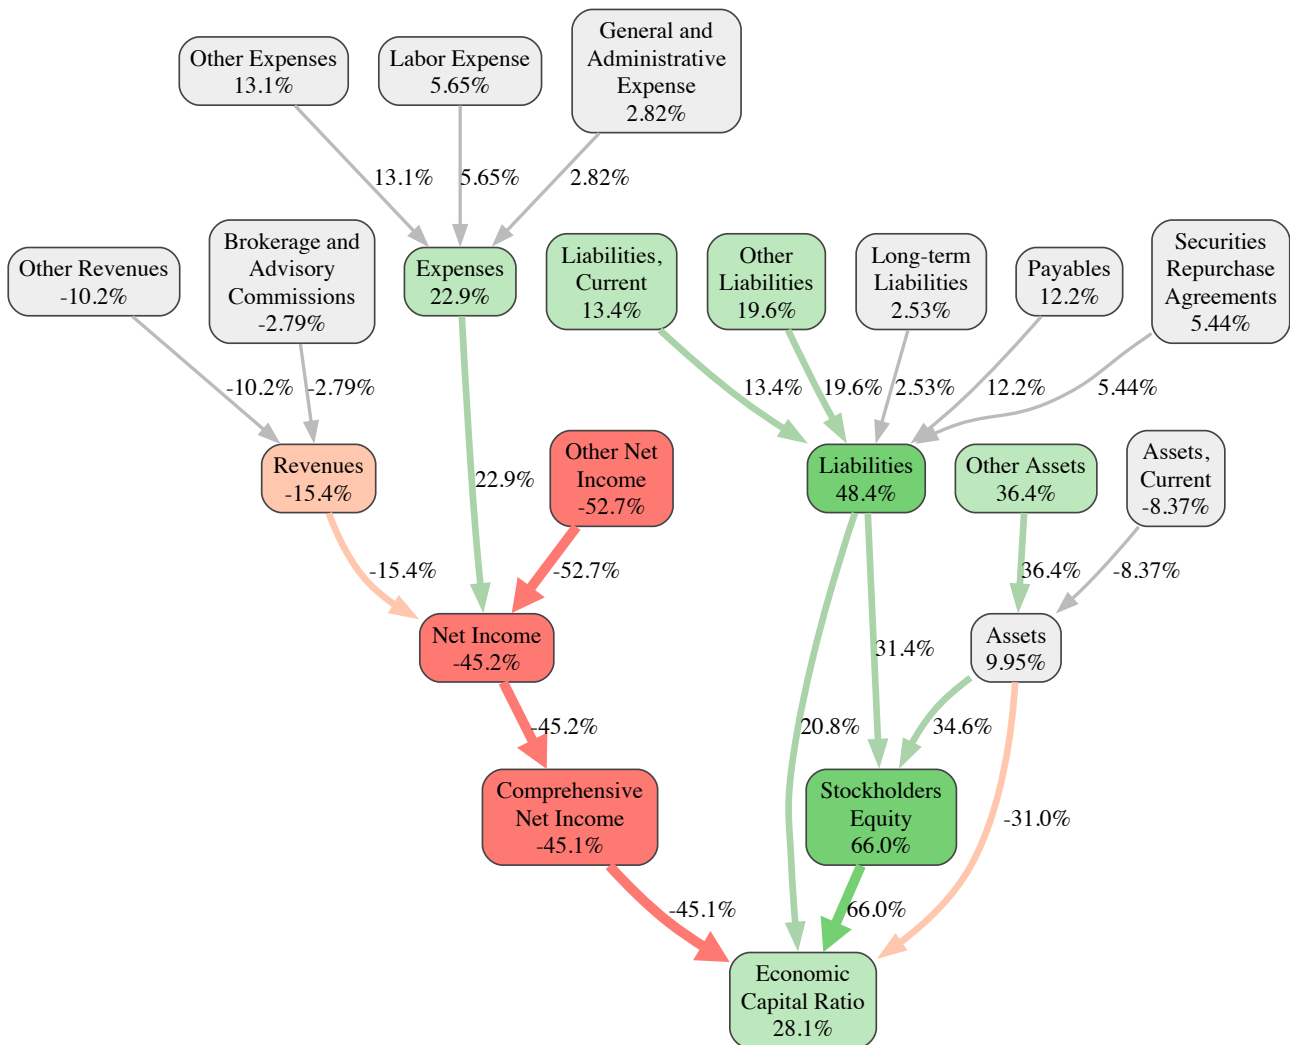 Other Expenses
13.1%
Labor Expense
5.65%
General and
Administrative
Expense
2.82%
13.1%
5.65%
2.82%
Other Revenues
-10.2%
Brokerage and
Advisory
Commissions
-2.79%
Expenses
22.9%
Liabilities,
Current
13.4%
Other
Liabilities
19.6%
Long-term
Liabilities
2.53%
Payables
12.2%
Securities
Repurchase
Agreements
5.44%
-10.2%
-2.79%
13.4%
19.6%
2.53%
12.2%
5.44%
Revenues
-15.4%
22.9%
Other Net
Income
-52.7%
Liabilities
48.4%
Other Assets
36.4%
Assets,
Current
-8.37%
-15.4%
-52.7%
36.4%
-8.37%
Net Income
-45.2%
31.4%
Assets
9.95%
-45.2%
20.8%
34.6%
Comprehensive
Net Income
-45.1%
Stockholders
Equity
66.0%
-31.0%
-45.1%
66.0%
Economic
Capital Ratio
28.1%